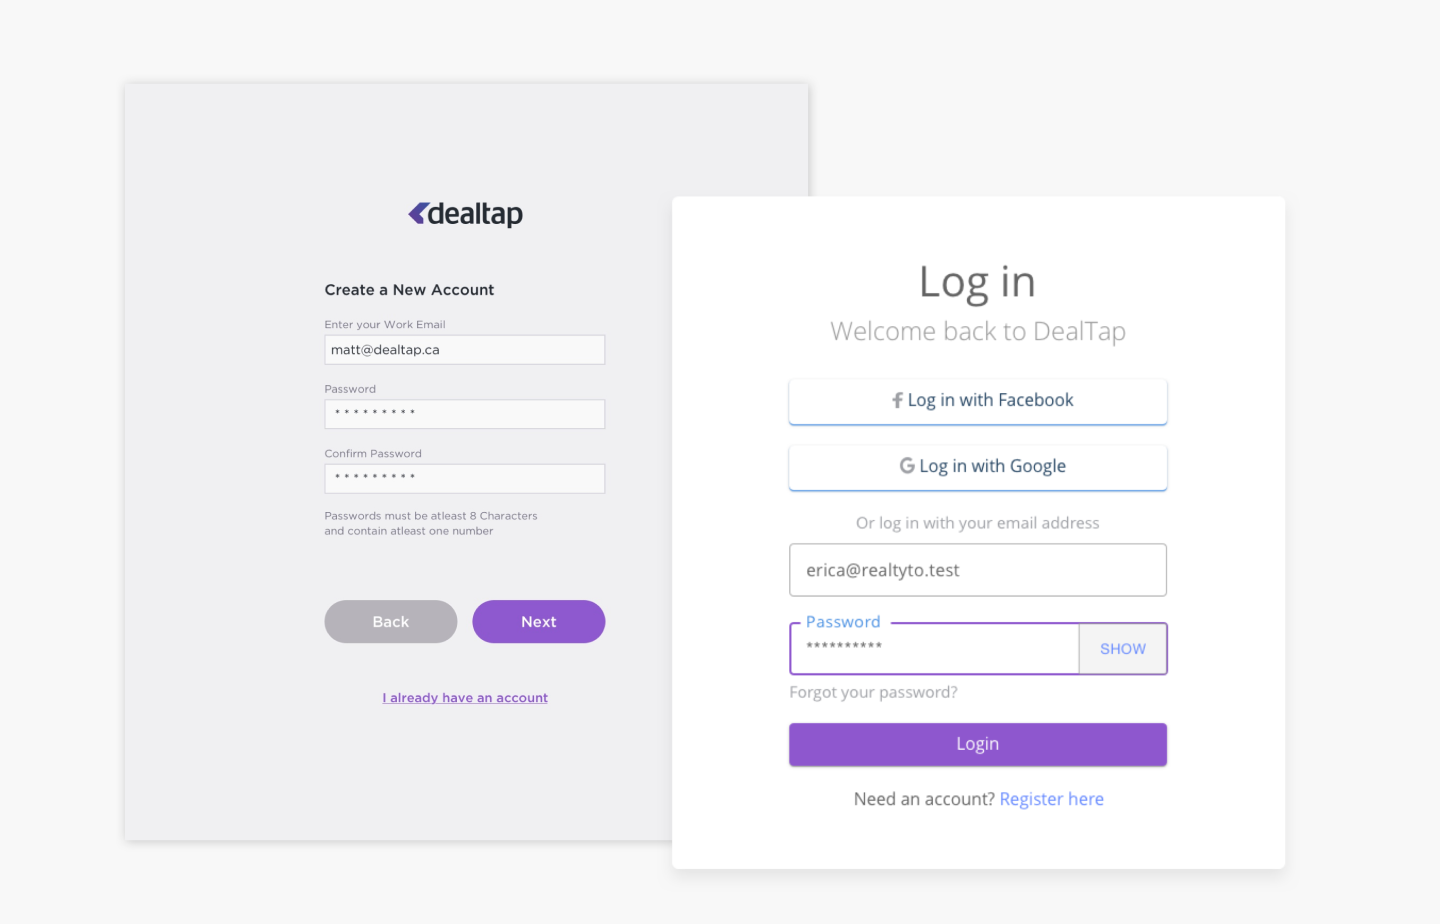 dealtap
Create a New Account
Enter your Work Email
matt@dealtap.ca
Password
* * * * * * * * *
Confirm Password
* * * * * * * * *
Passwords must be atleast 8 Characters
and contain atleast one number
Back Next
I already have an account
Log in
Welcome back to DealTap
f Log in with Facebook
G Log in with Google
Or log in with your email address
erica@realtyto.test
Password
********** SHOW
Forgot your password?
Login
Need an account? Register here